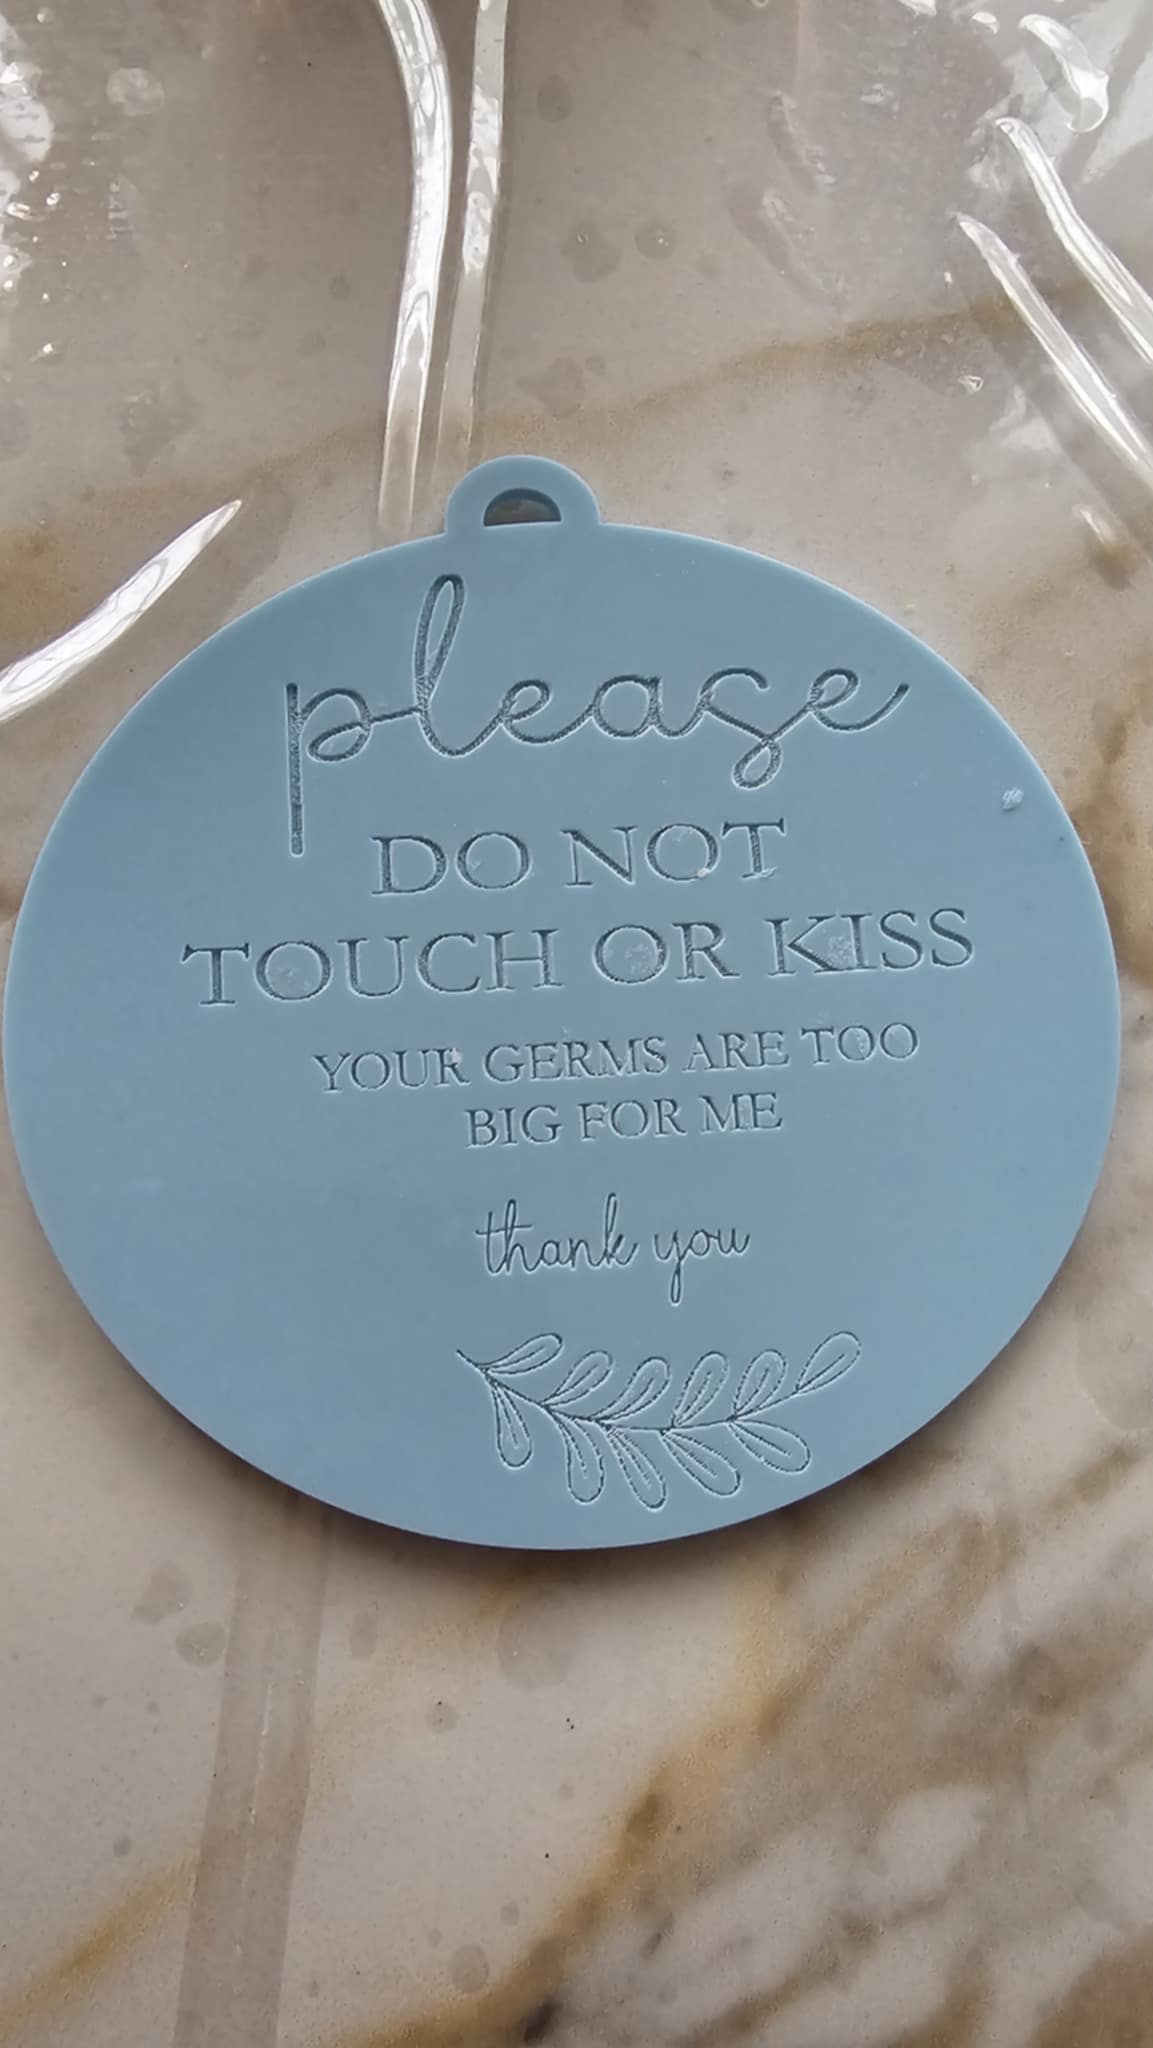 please
DO NOT
TOUCH OR KISS
YOUR GERMS ARE TOO
BIG FOR ME
thank you